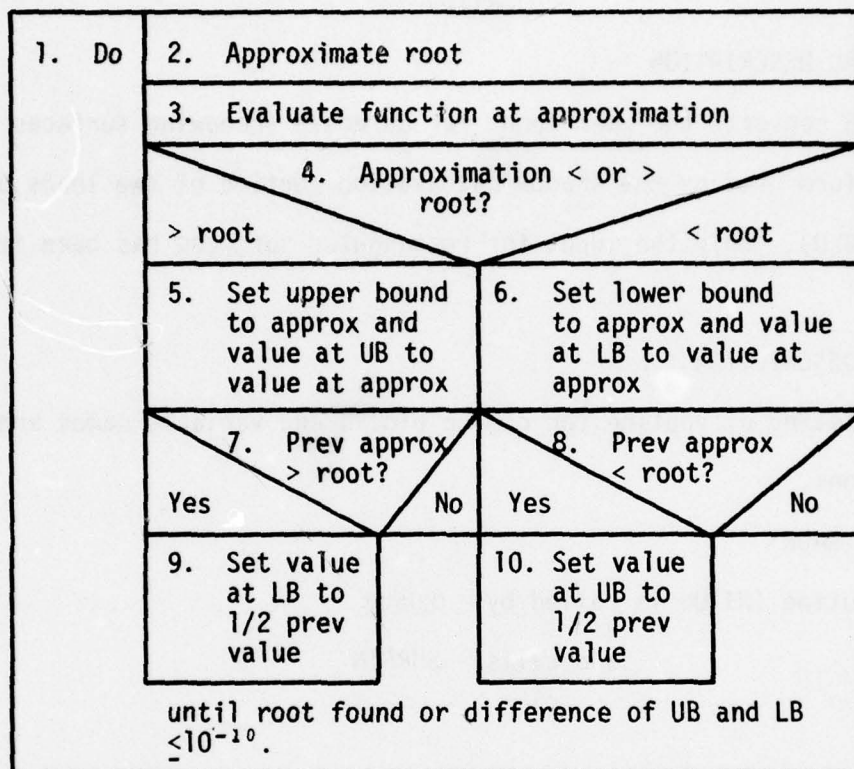 1. Do
2. Approximate root
3. Evaluate function at approximation
4. Approximation < or >
root?
> root
< root
5. Set upper bound
to approx and
value at UB to
value at approx
6. Set lower bound
to approx and value
at LB to value at
approx
7. Prev approx
> root?
Yes
No
8. Prev approx
< root?
Yes
No
9. Set value
at LB to
1/2 prev
value
10. Set value
at UB to
1/2 prev
value
until root found or difference of UB and LB
≤10⁻¹⁰.